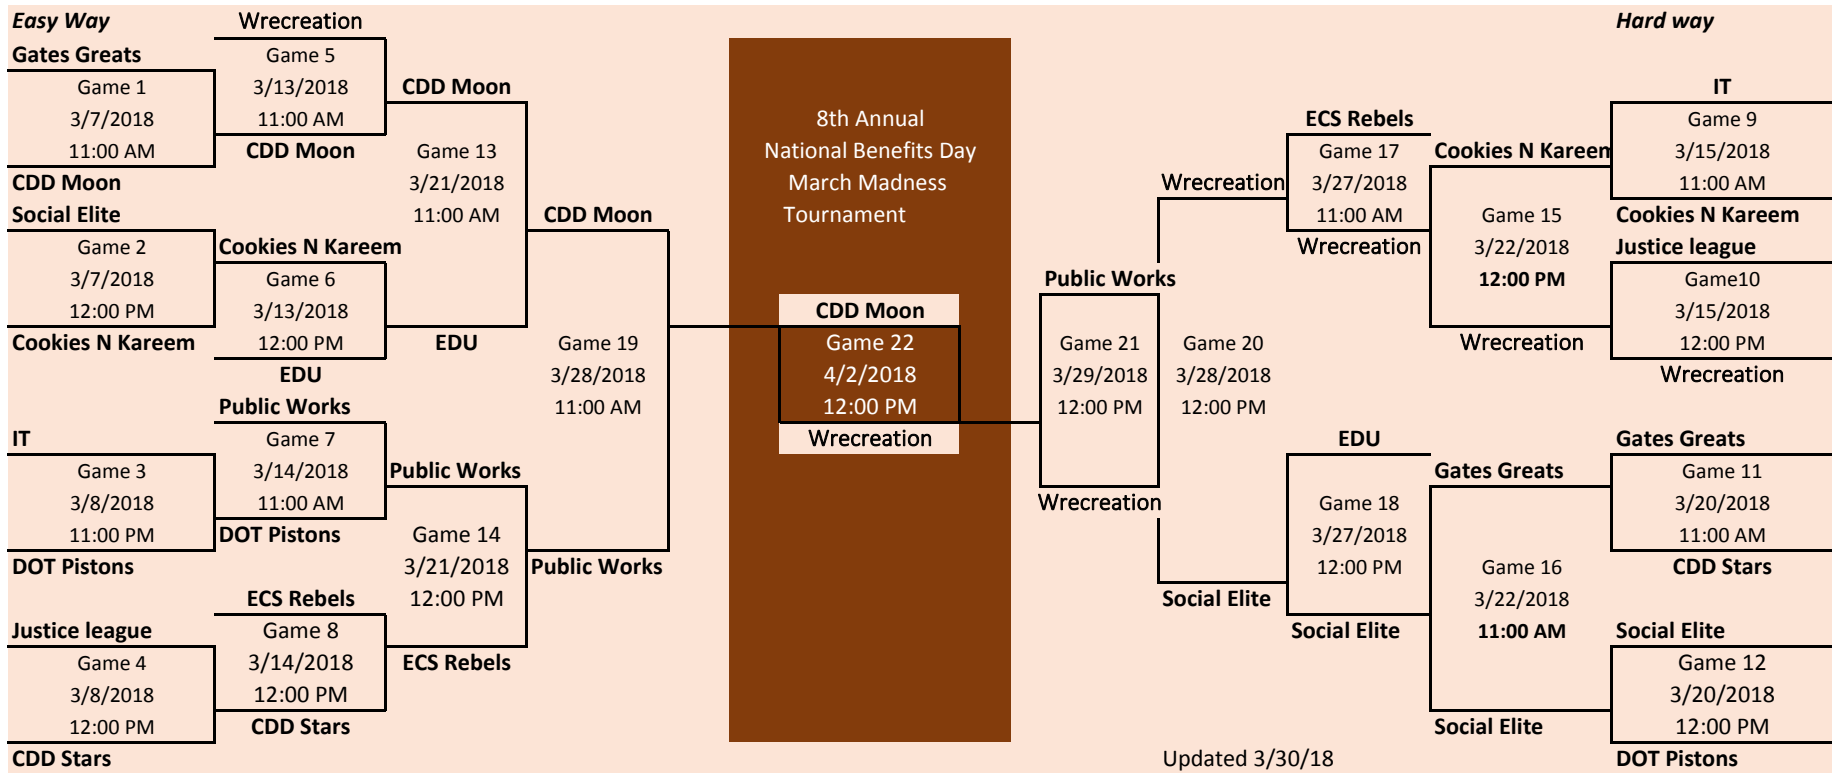 Easy Way
Wrecreation
Hard way
Gates Greats
Game 5
Game 1
3/13/2018
CDD Moon
IT
3/7/2018
11:00 AM
8th Annual
ECS Rebels
Game 9
11:00 AM
CDD Moon
Game 13
National Benefits Day
Game 17
Cookies N Kareem
3/15/2018
CDD Moon
3/21/2018
March Madness
Wrecreation
3/27/2018
11:00 AM
Social Elite
11:00 AM
CDD Moon
Tournament
11:00 AM
Game 15
Cookies N Kareem
Game 2
Cookies N Kareem
Wrecreation
3/22/2018
Justice league
3/7/2018
Game 6
Public Works
12:00 PM
Game10
12:00 PM
3/13/2018
CDD Moon
3/15/2018
Cookies N Kareem
12:00 PM
EDU
Game 19
Game 22
Game 21
Game 20
Wrecreation
12:00 PM
EDU
3/28/2018
4/2/2018
3/29/2018
3/28/2018
Wrecreation
Public Works
11:00 AM
12:00 PM
12:00 PM
12:00 PM
IT
Game 7
Wrecreation
EDU
Gates Greats
Game 3
3/14/2018
Public Works
Gates Greats
Game 11
3/8/2018
11:00 AM
Wrecreation
Game 18
3/20/2018
11:00 PM
DOT Pistons
Game 14
3/27/2018
11:00 AM
DOT Pistons
3/21/2018
Public Works
12:00 PM
Game 16
CDD Stars
ECS Rebels
12:00 PM
Social Elite
3/22/2018
Justice league
Game 8
Social Elite
11:00 AM
Social Elite
Game 4
3/14/2018
ECS Rebels
Game 12
3/8/2018
12:00 PM
3/20/2018
12:00 PM
CDD Stars
Social Elite
12:00 PM
CDD Stars
Updated 3/30/18
DOT Pistons